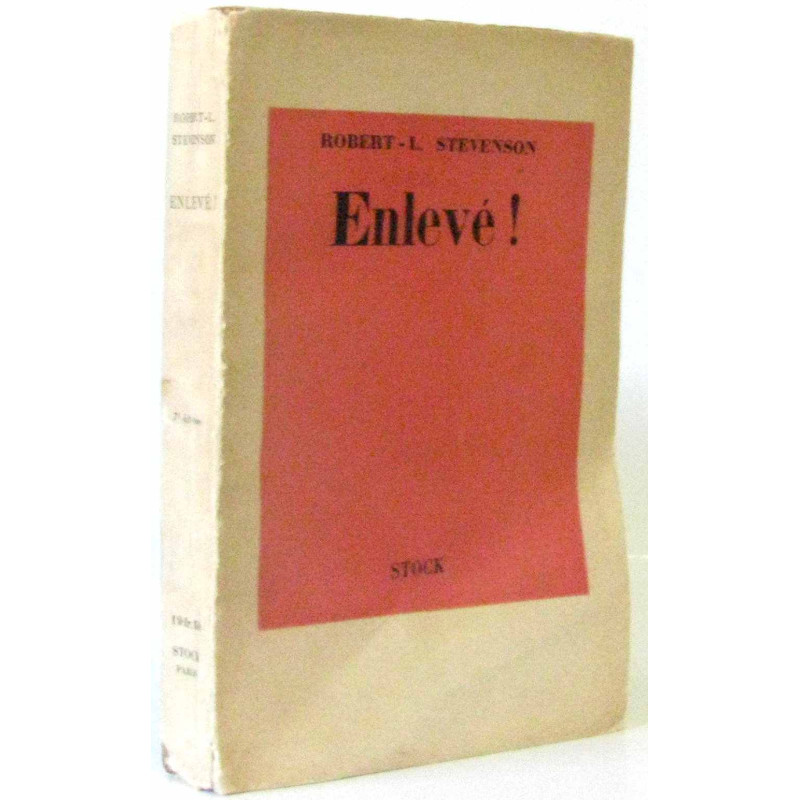 ROBERT-L.
STEVENSON
ENLEVÉ!
STOCK
PARIS
ROBERT-L. STEVENSON
Enlevé !
STOCK